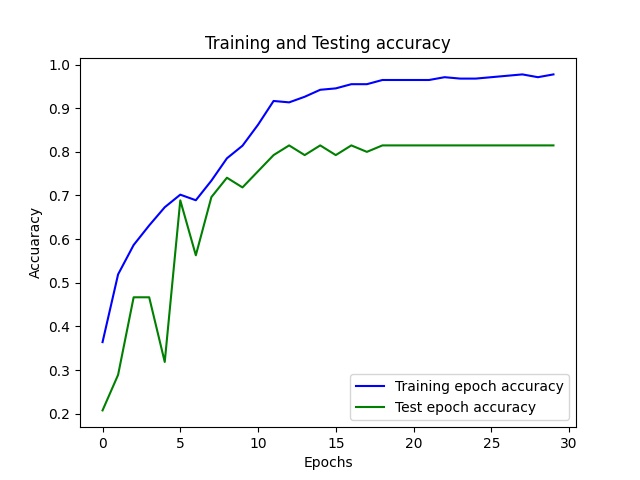 Training and Testing accuracy
1.0
0.9
0.8
0.7
0.6
0.5
0.4
0.3
0.2
Accuaracy
Training epoch accuracy
Test epoch accuracy
0 5 10 15 20 25 30
Epochs